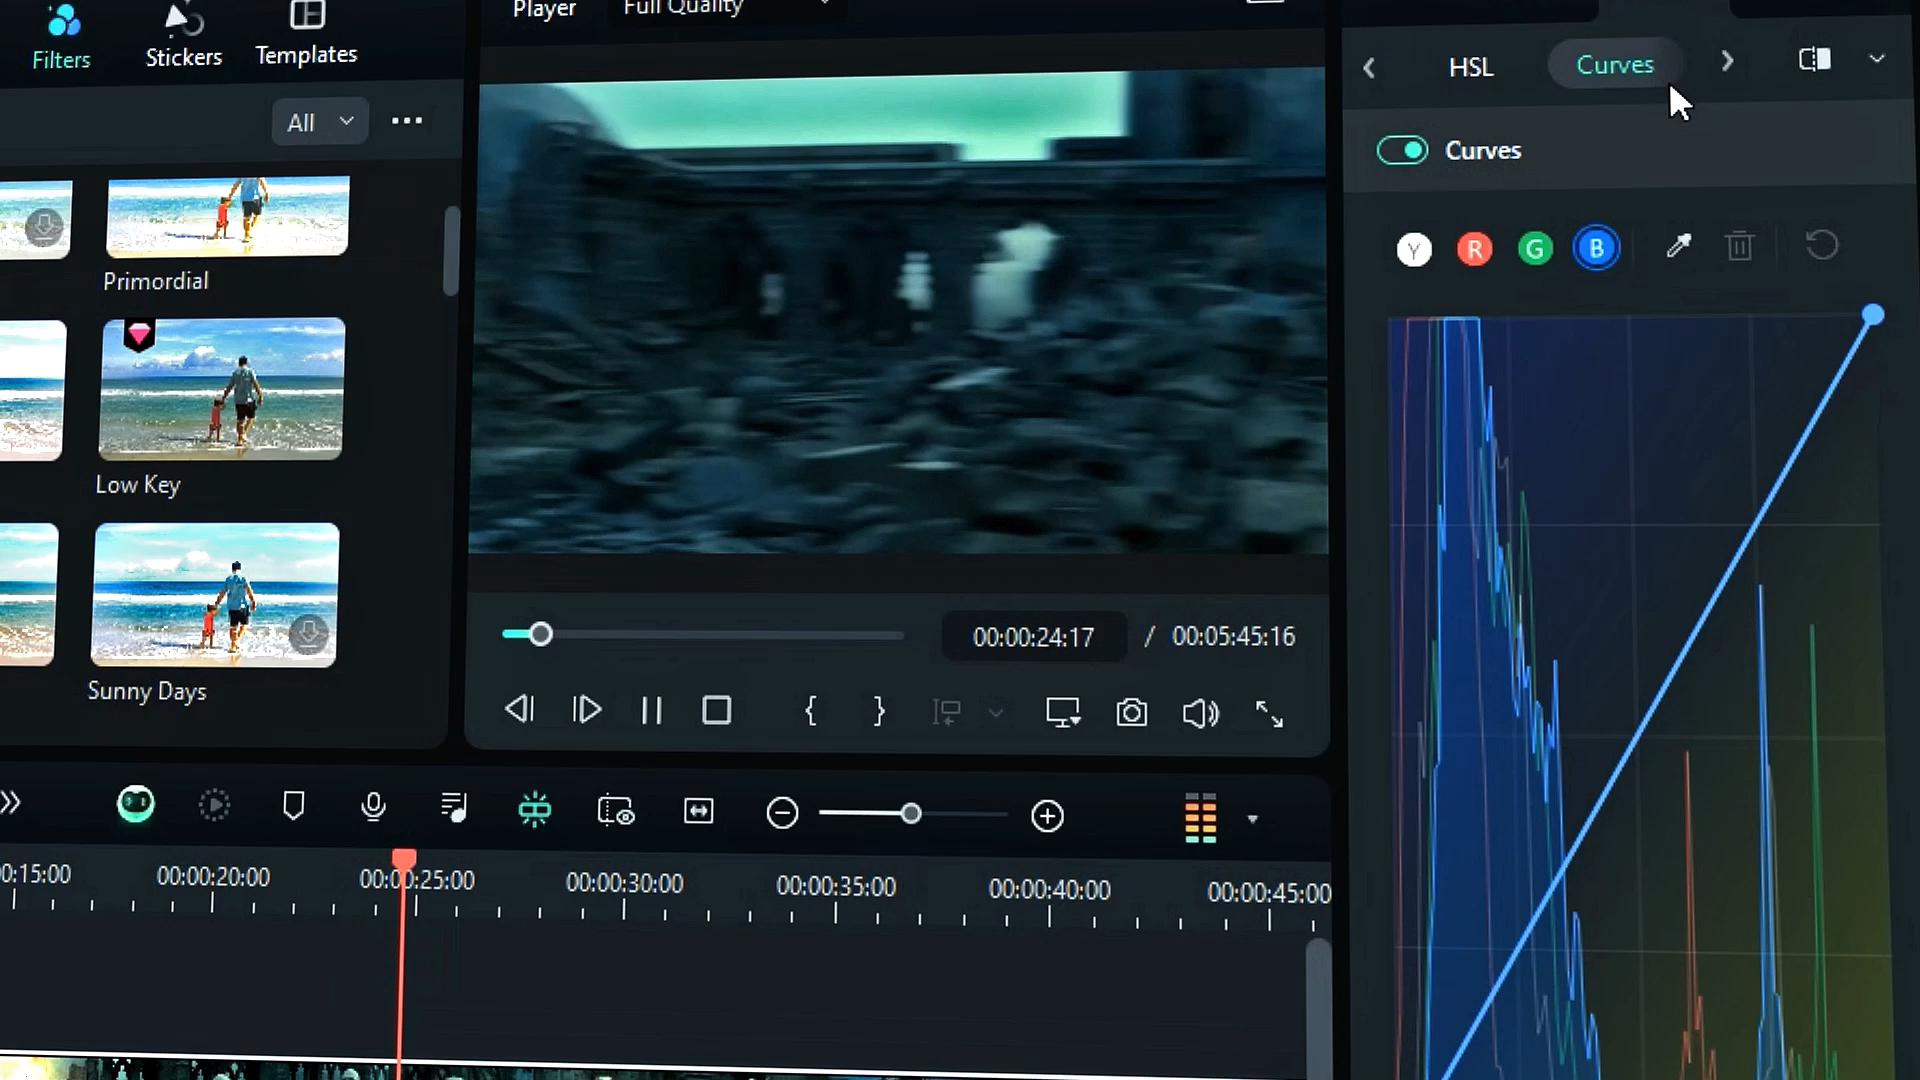 Player
Full Quality
Filters
Stickers
Templates
All
Primordial
Low Key
Sunny Days
00:00:24:17 / 00:05:45:16
HSL
Curves
Curves
Y R G B
0:15:00
00:00:20:00
00:00:25:00
00:00:30:00
00:00:35:00
00:00:40:00
00:00:45:00